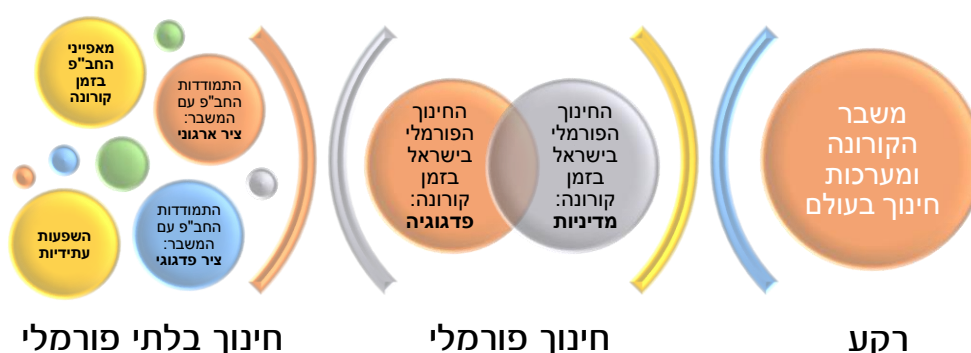 משבר
הקורונה
ומערכות
חינוך בעולם
החינוך
הפורמלי
בישראל
בזמן
קורונה:
מדיניות
החינוך
הפורמלי
בישראל
בזמן
קורונה:
פדגוגיה
מאפייני
החב"פ
בזמן
קורונה
התמודדות
החב"פ עם
המשבר:
ציר ארגוני
התמודדות
החב"פ עם
המשבר:
ציר פדגוגי
השפעות
עתידיות
רקע
חינוך פורמלי
חינוך בלתי פורמלי